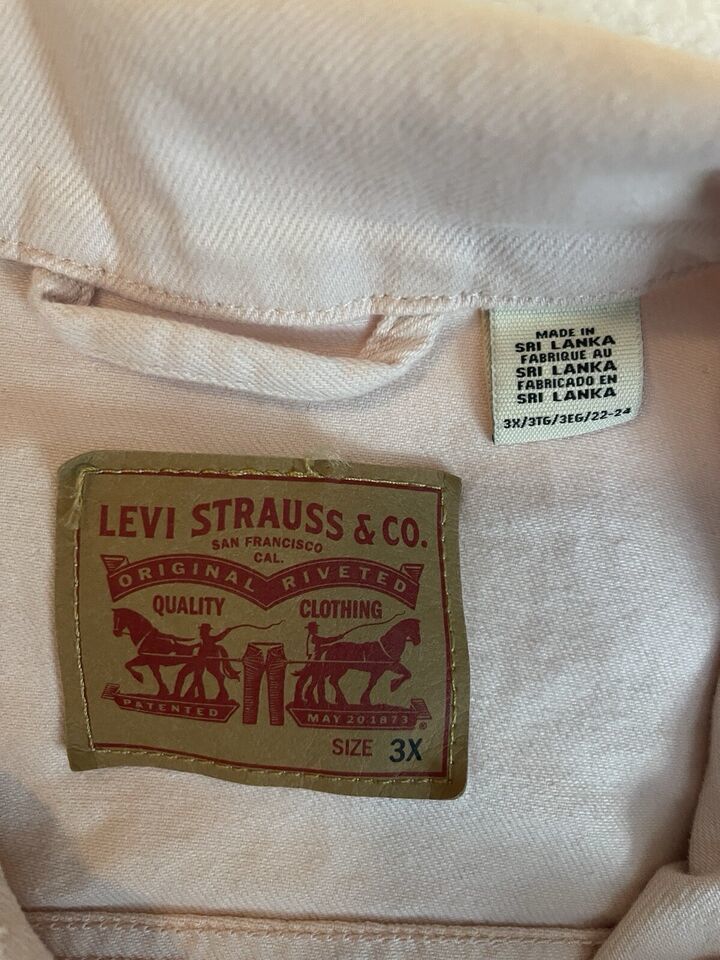 MADE IN
SRI LANKA
FABRIQUE AU
SRI LANKA
FABRICADO EN
SRI LANKA
3X/3TG/3EG/22-24
LEVI STRAUSS & CO.
SAN FRANCISCO
CAL.
ORIGINAL RIVETED
QUALITY CLOTHING
PATENTED MAY 20 1873 ®
SIZE 3X